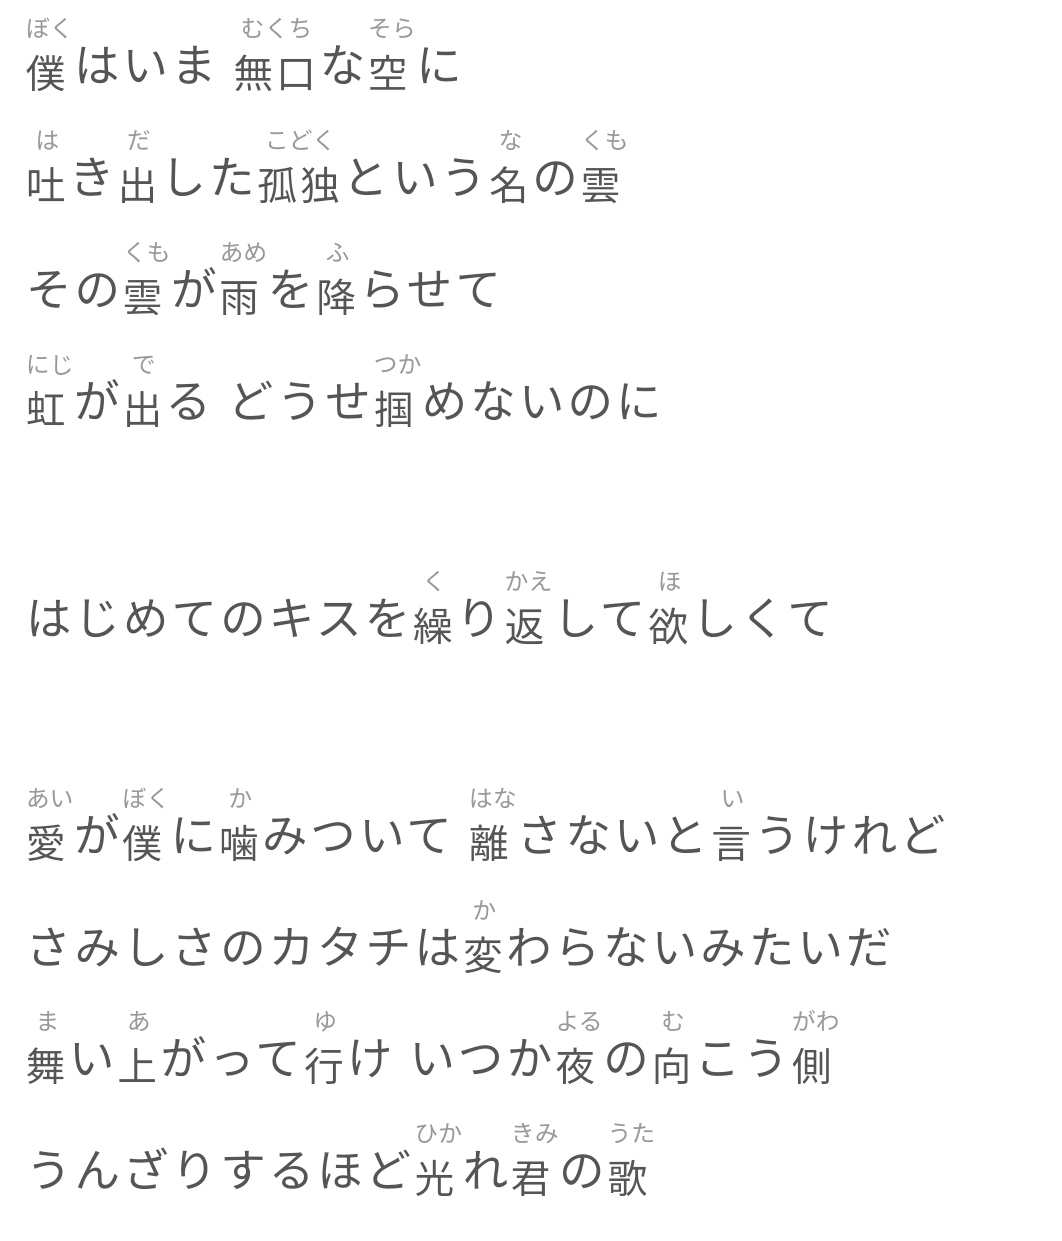 ぼく むくち そら
僕はいま 無口な空に
は だ こどく な くも
吐き出した孤独という名の雲
くも あめ ふ
その雲が雨を降らせて
にじ で つか
虹が出る どうせ掴めないのに
く かえ ほ
はじめてのキスを繰り返して欲しくて
あい ぼく か はな い
愛が僕に噛みついて 離さないと言うけれど
か
さみしさのカタチは変わらないみたいだ
ま あ ゆ よる む がわ
舞い上がって行け いつか夜の向こう側
ひか きみ うた
うんざりするほど光れ君の歌